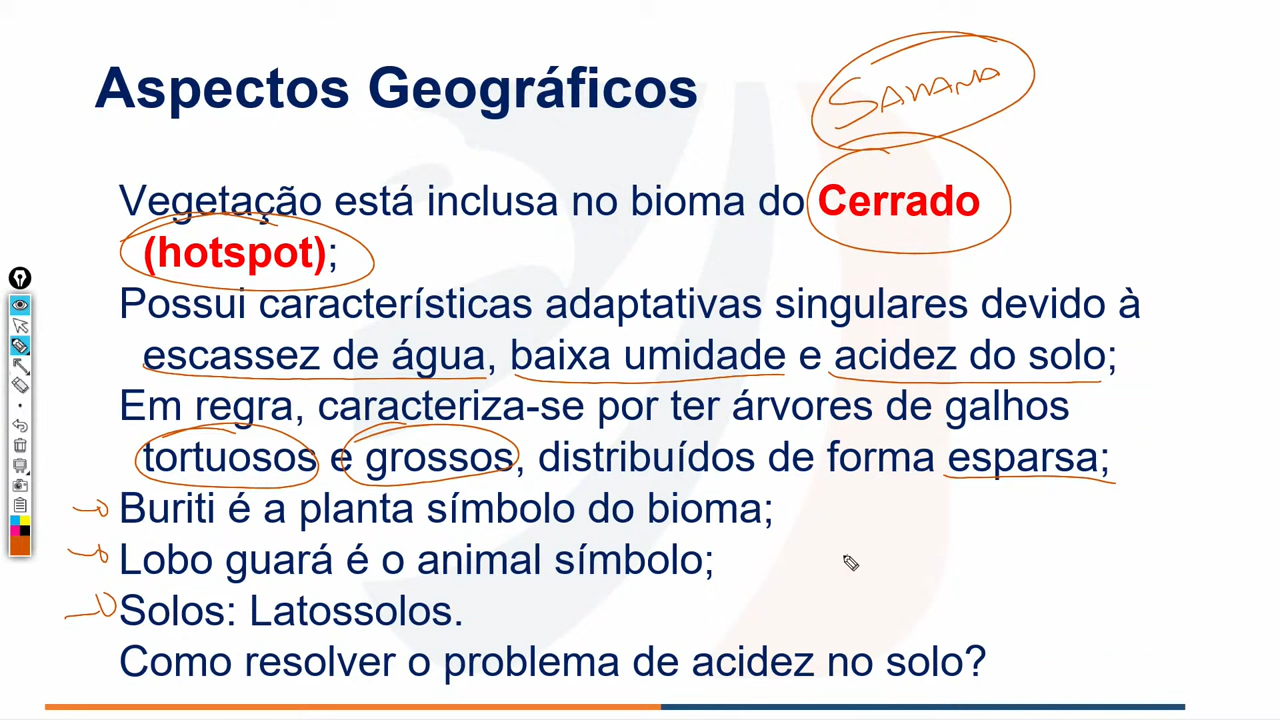 Aspectos Geográficos
SAVANA
Vegetação está inclusa no bioma do Cerrado
(hotspot);
Possui características adaptativas singulares devido à
escassez de água, baixa umidade e acidez do solo;
Em regra, caracteriza-se por ter árvores de galhos
tortuosos e grossos, distribuídos de forma esparsa;
Buriti é a planta símbolo do bioma;
Lobo guará é o animal símbolo;
Solos: Latossolos.
Como resolver o problema de acidez no solo?